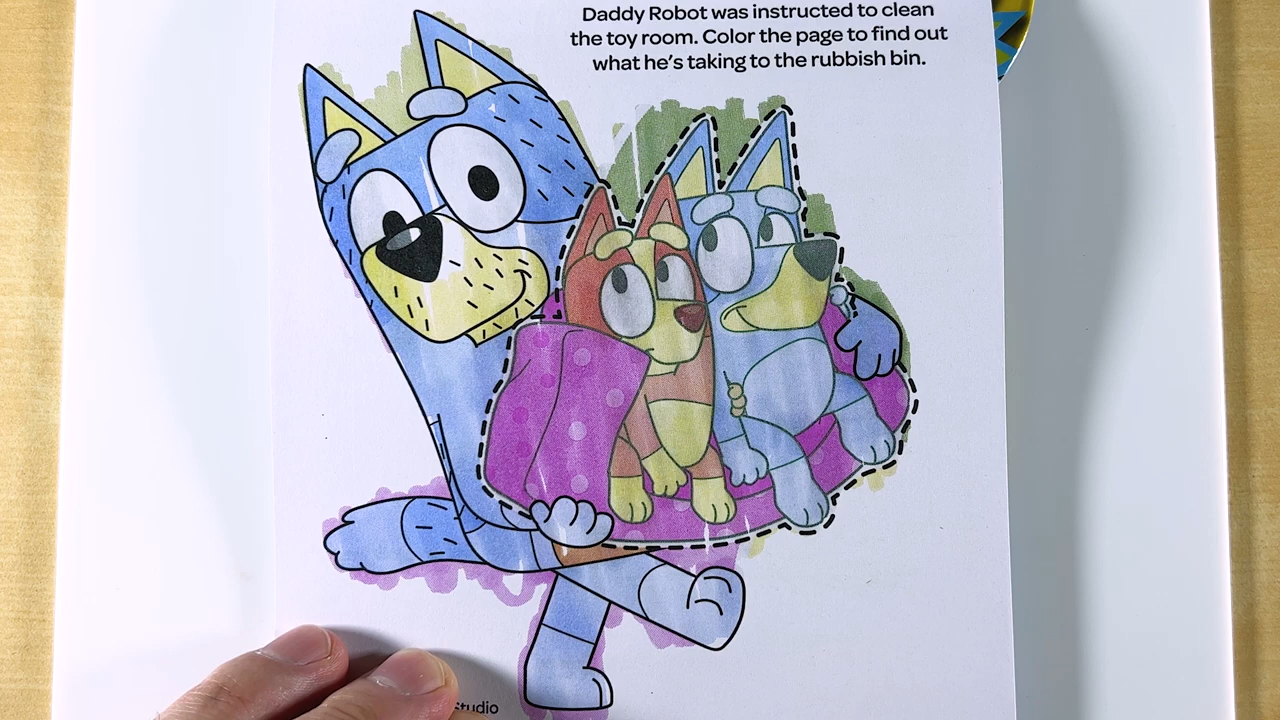 Daddy Robot was instructed to clean
the toy room. Color the page to find out
what he's taking to the rubbish bin.
Studio